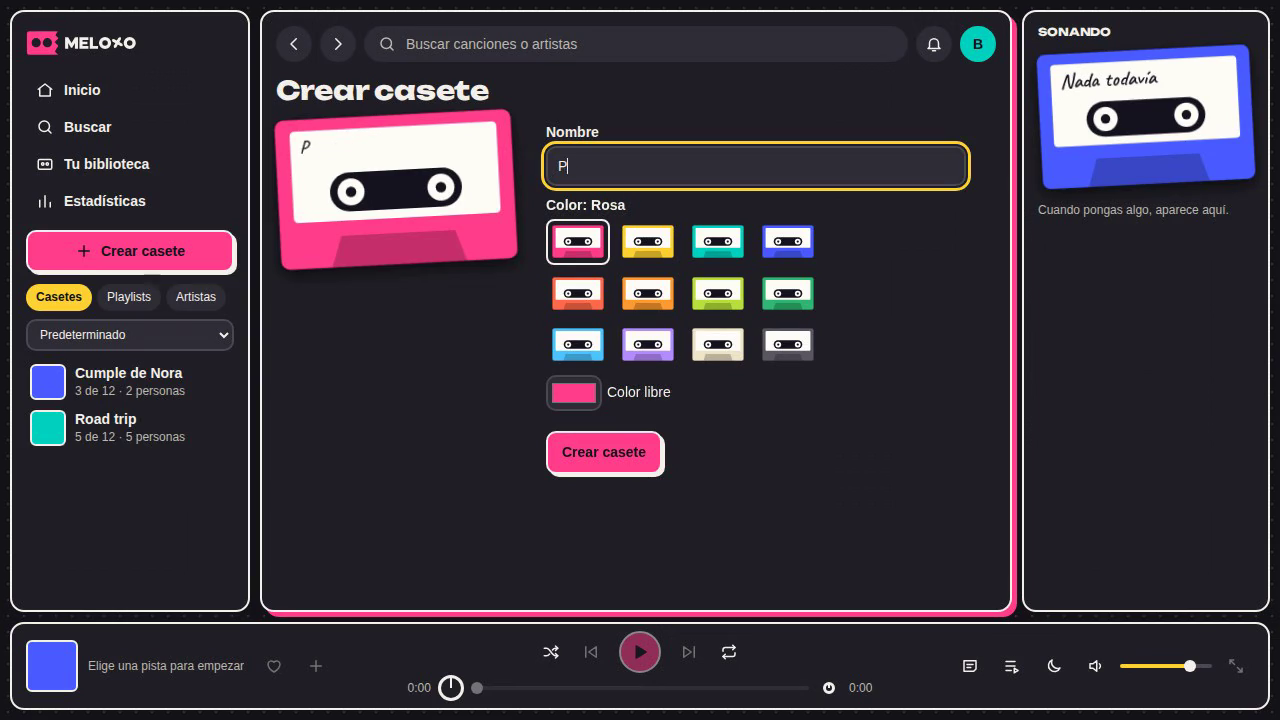 MELOXO
Inicio
Buscar
Tu biblioteca
Estadísticas
Crear casete
Casetes
Playlists
Artistas
Predeterminado
Cumple de Nora
3 de 12 · 2 personas
Road trip
5 de 12 · 5 personas
Buscar canciones o artistas
B
Crear casete
P
Nombre
P
Color: Rosa
Color libre
Crear casete
SONANDO
Nada todavía
Cuando pongas algo, aparece aquí.
Elige una pista para empezar
0:00
0:00